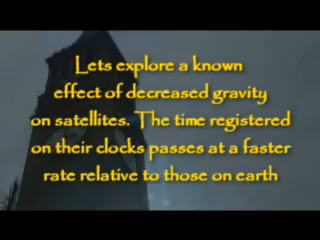 Lets explore a known
effect of decreased gravity
on satellites. The time registered
on their clocks passes at a faster
rate relative to those on earth